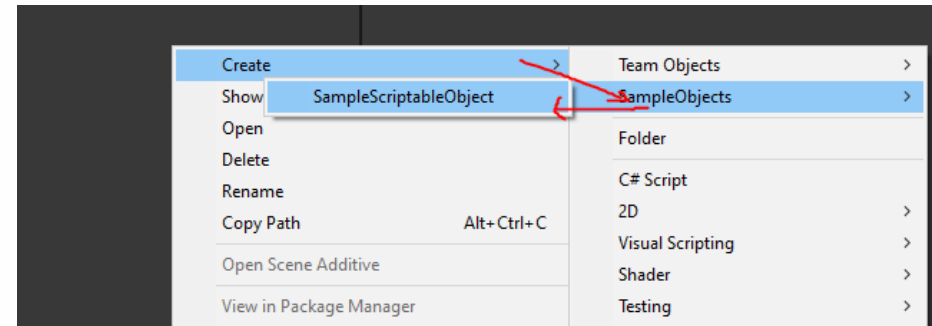 Create
Show
SampleScriptableObject
Open
Delete
Rename
Copy Path Alt+Ctrl+C
Open Scene Additive
View in Package Manager
Team Objects
SampleObjects
Folder
C# Script
2D
Visual Scripting
Shader
Testing